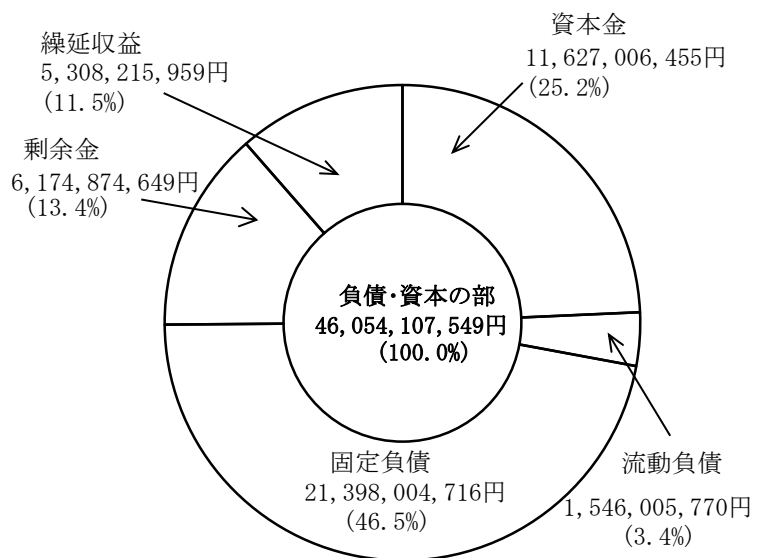 繰延収益
5,308,215,959円
(11.5%)
資本金
11,627,006,455円
(25.2%)
剰余金
6,174,874,649円
(13.4%)
負債・資本の部
46,054,107,549円
(100.0%)
固定負債
21,398,004,716円
(46.5%)
流動負債
1,546,005,770円
(3.4%)